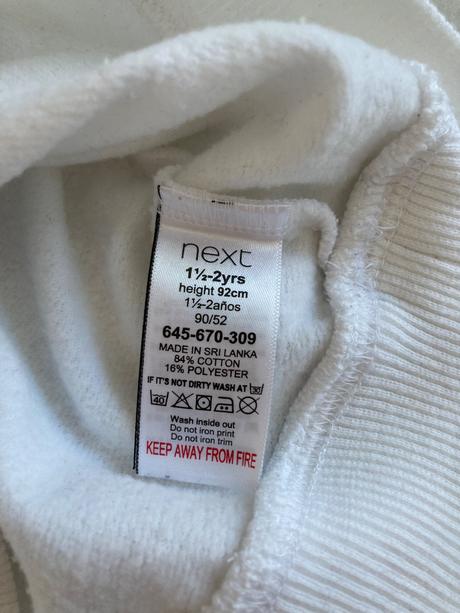 next
1½-2yrs
height 92cm
1½-2años
90/52
645-670-309
MADE IN SRI LANKA
84% COTTON
16% POLYESTER
IF IT'S NOT DIRTY WASH AT 30
40
Wash inside out
Do not iron print
Do not iron trim
KEEP AWAY FROM FIRE